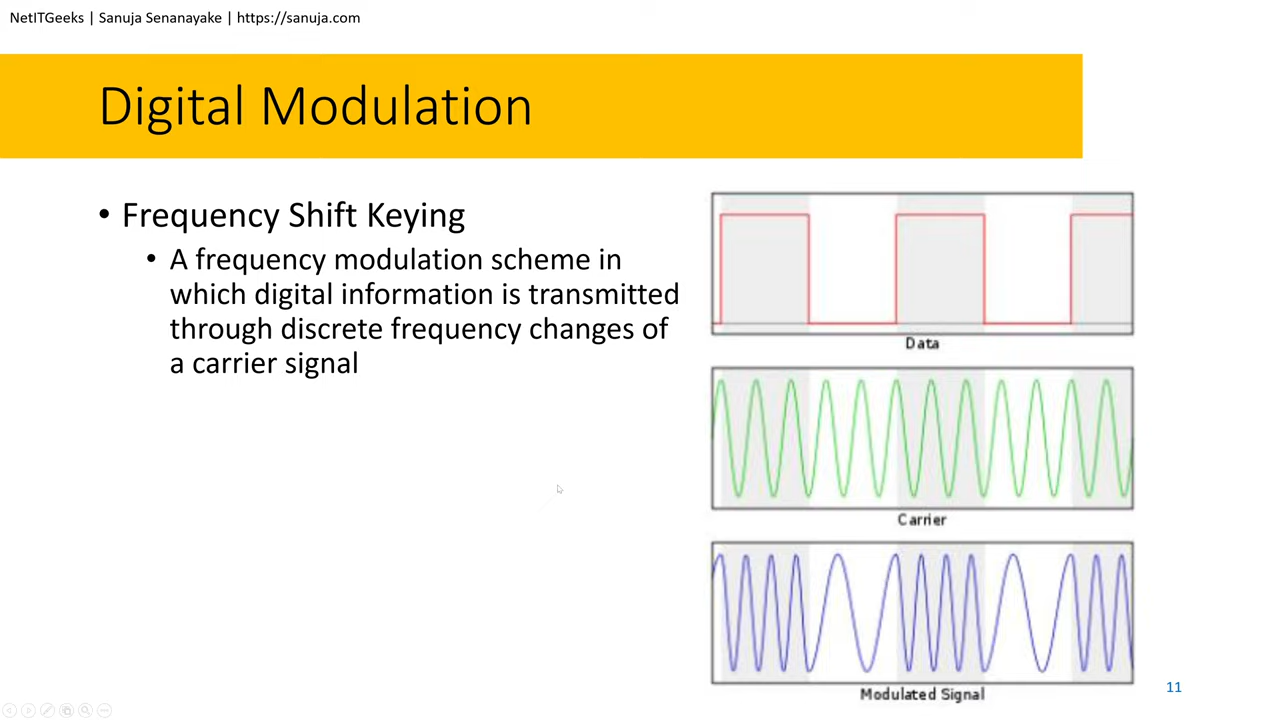 NetITGeeks | Sanuja Senanayake | https://sanuja.com
Digital Modulation
• Frequency Shift Keying
• A frequency modulation scheme in
which digital information is transmitted
through discrete frequency changes of
a carrier signal
Data
Carrier
Modulated Signal
11